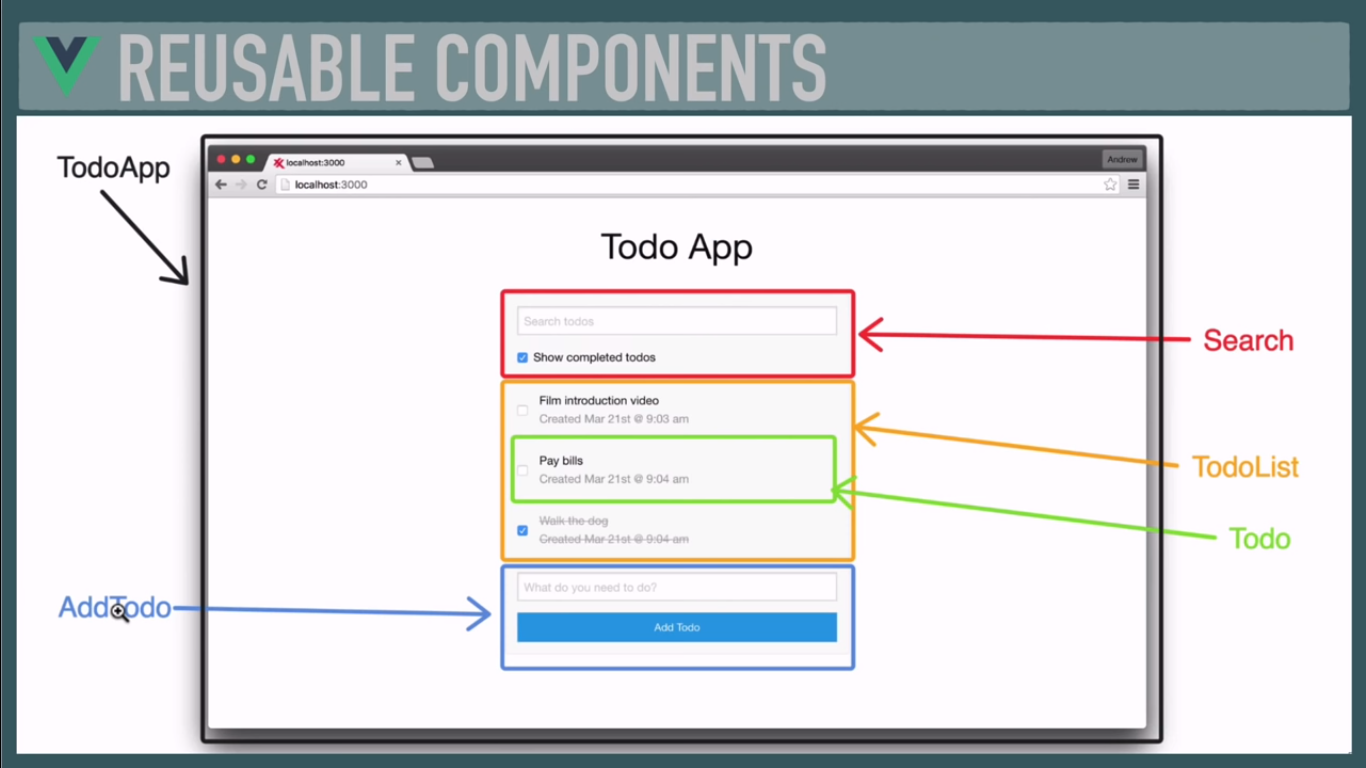 REUSABLE COMPONENTS
TodoApp
localhost:3000
Andrew
localhost:3000
Todo App
Search todos
Show completed todos
Search
Film introduction video
Created Mar 21st @ 9:03 am
TodoList
Pay bills
Created Mar 21st @ 9:04 am
Walk the dog
Created Mar 21st @ 9:04 am
Todo
What do you need to do?
AddTodo
Add Todo